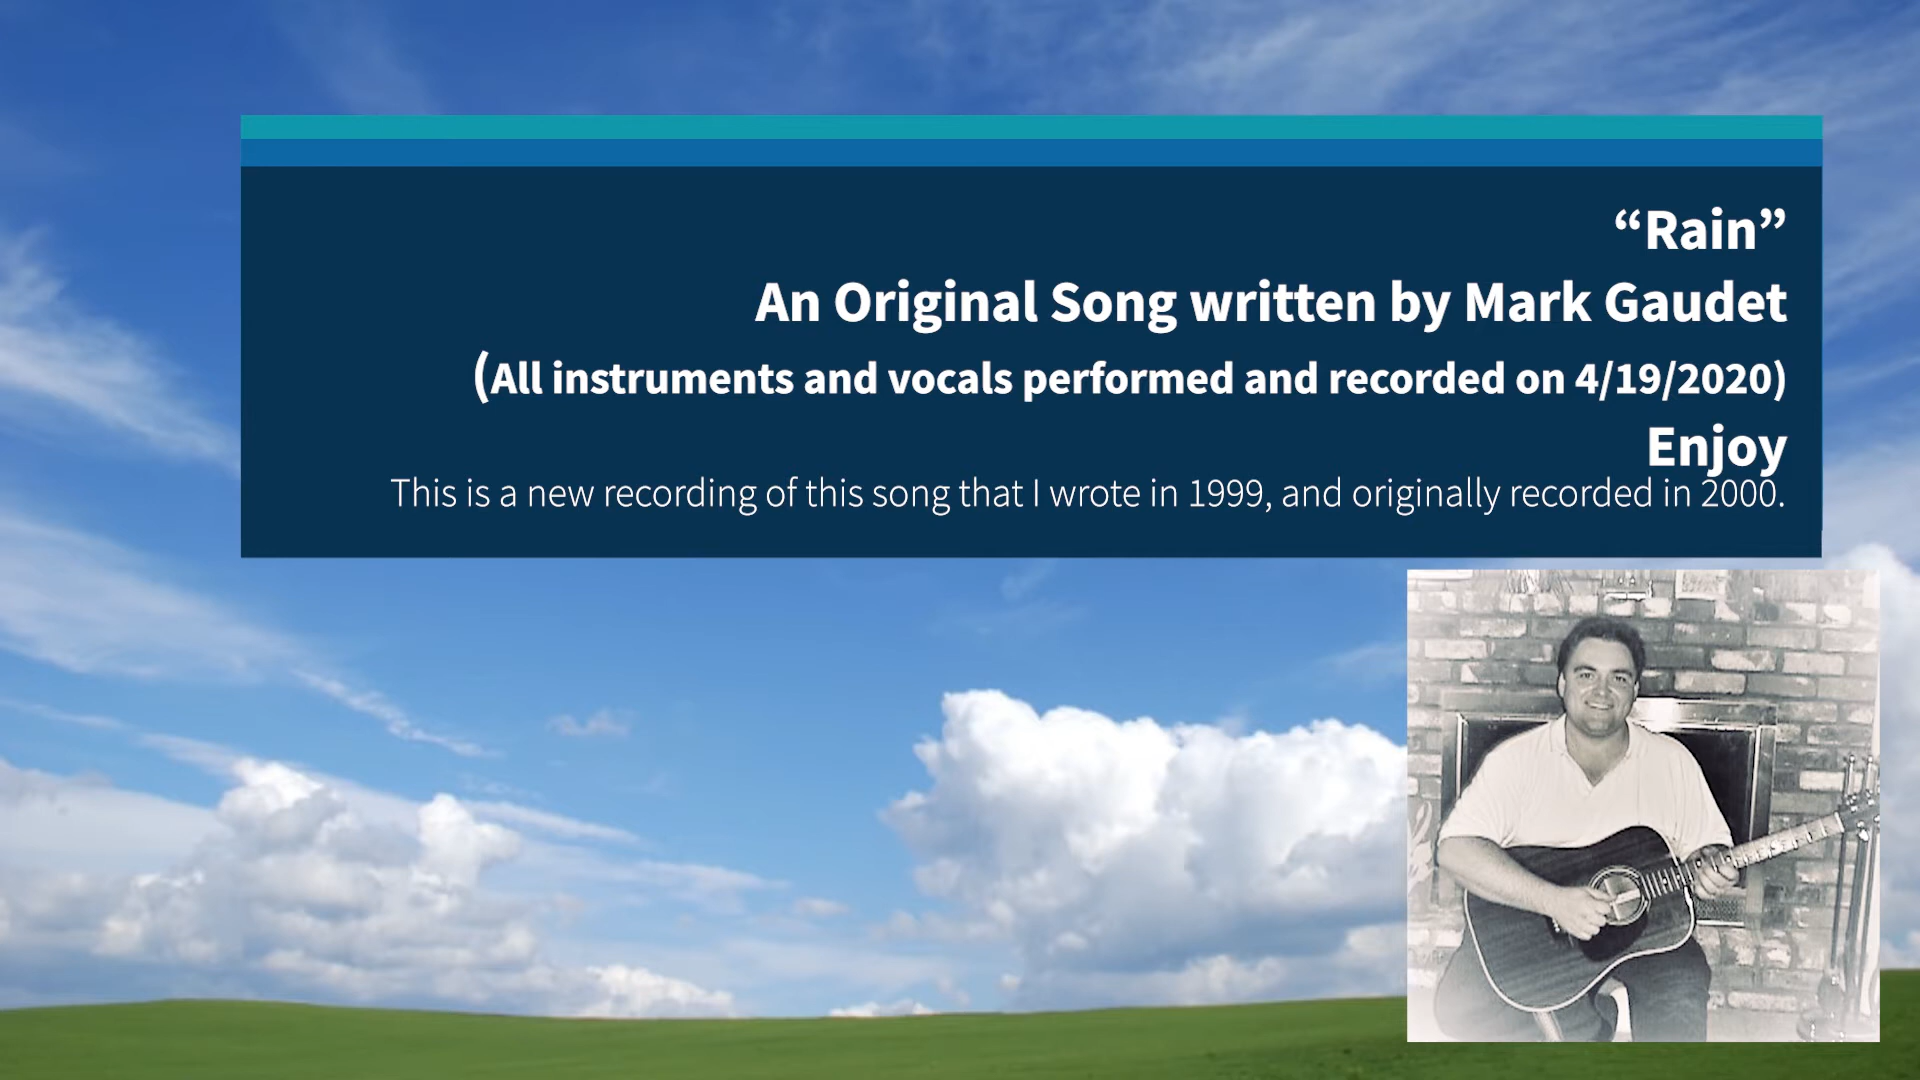 “Rain”
An Original Song written by Mark Gaudet
(All instruments and vocals performed and recorded on 4/19/2020)
Enjoy
This is a new recording of this song that I wrote in 1999, and originally recorded in 2000.